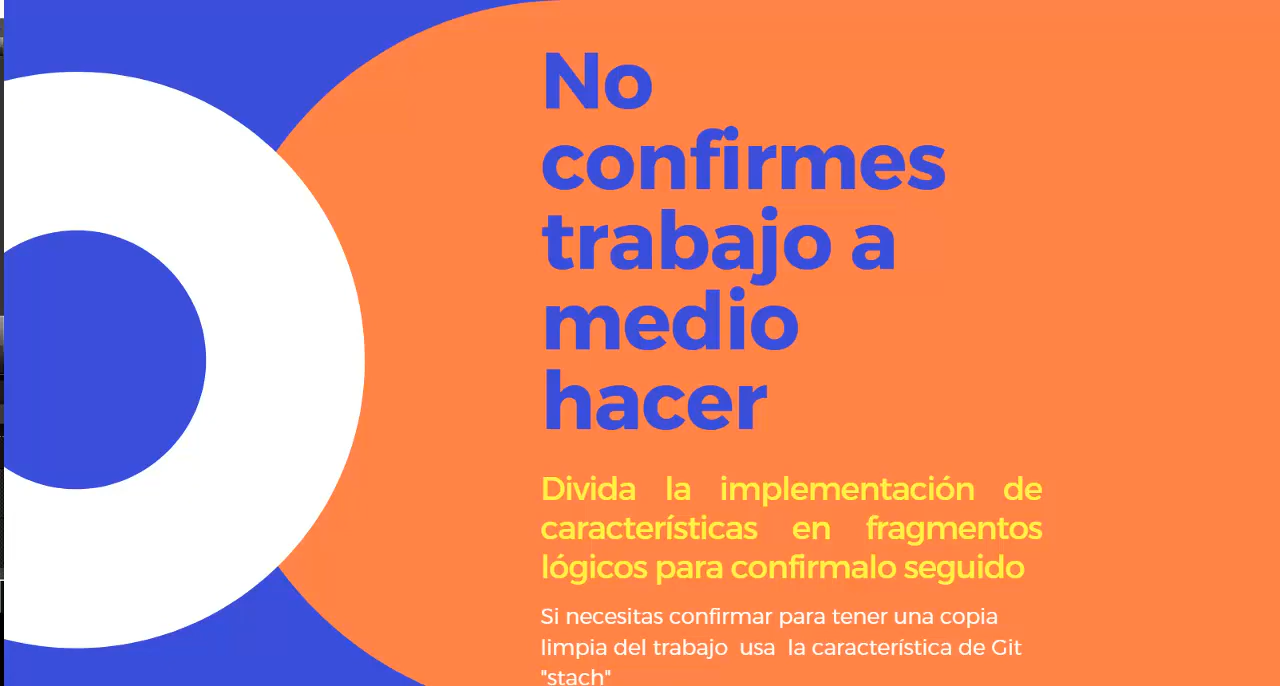 No
confirmes
trabajo a
medio
hacer
Divida la implementación de
características en fragmentos
lógicos para confirmalo seguido
Si necesitas confirmar para tener una copia
limpia del trabajo usa la característica de Git
"stach"